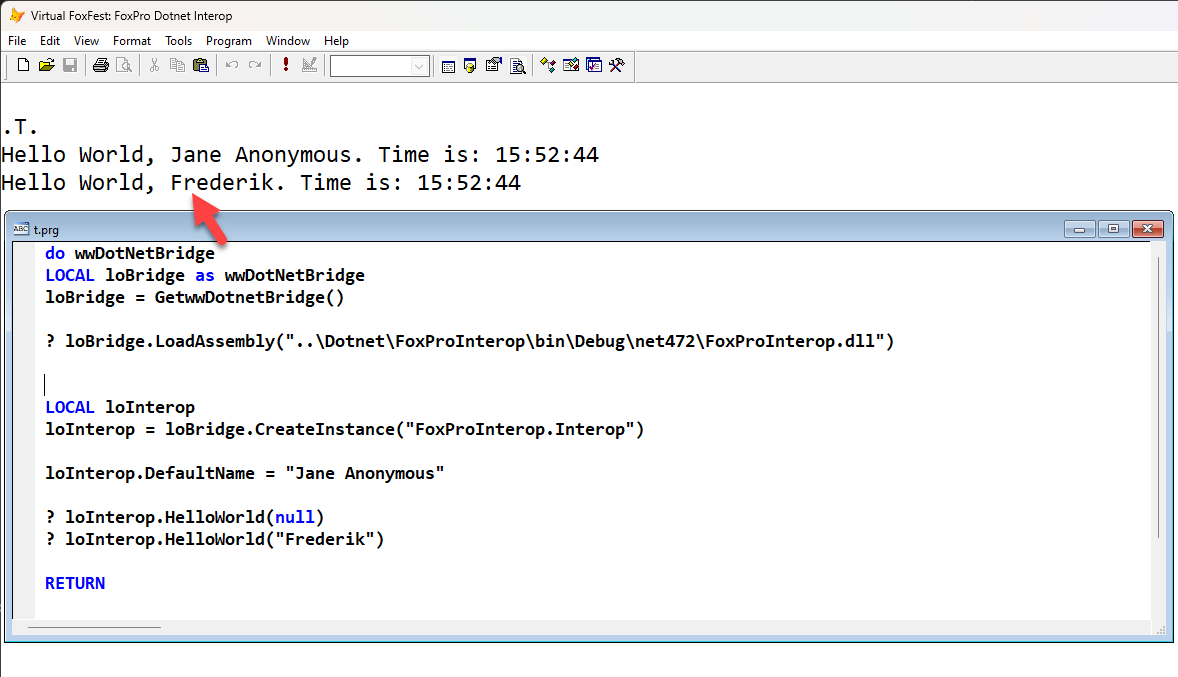 Virtual FoxFest: FoxPro Dotnet Interop
File Edit View Format Tools Program Window Help
.T.
Hello World, Jane Anonymous. Time is: 15:52:44
Hello World, Frederik. Time is: 15:52:44
ABC t.prg
do wwDotNetBridge
LOCAL loBridge as wwDotNetBridge
loBridge = GetwwDotnetBridge()
? loBridge.LoadAssembly("..\Dotnet\FoxProInterop\bin\Debug\net472\FoxProInterop.dll")
LOCAL loInterop
loInterop = loBridge.CreateInstance("FoxProInterop.Interop")
loInterop.DefaultName = "Jane Anonymous"
? loInterop.HelloWorld(null)
? loInterop.HelloWorld("Frederik")
RETURN